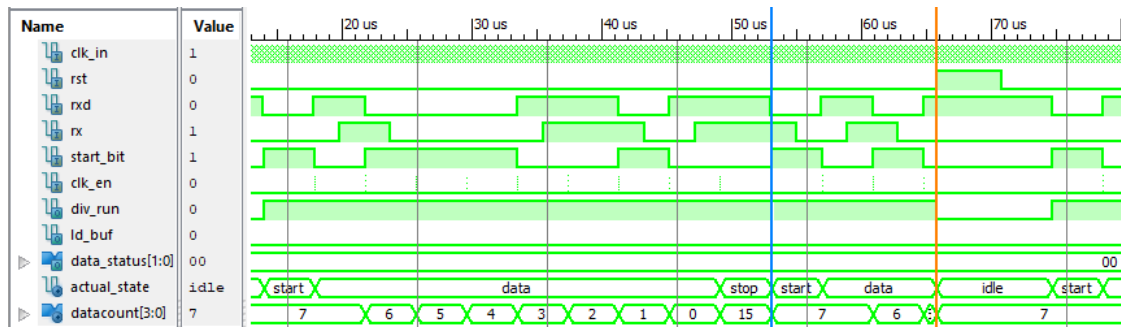 Name Value 20 us 30 us 40 us 50 us 60 us 70 us
clk_in 1
rst 0
rxd 0
rx 1
start_bit 1
clk_en 0
div_run 0
ld_buf 0
data_status[1:0] 00 00
actual_state idle start data stop start data idle start
datacount[3:0] 7 7 6 5 4 3 2 1 0 15 7 6 7